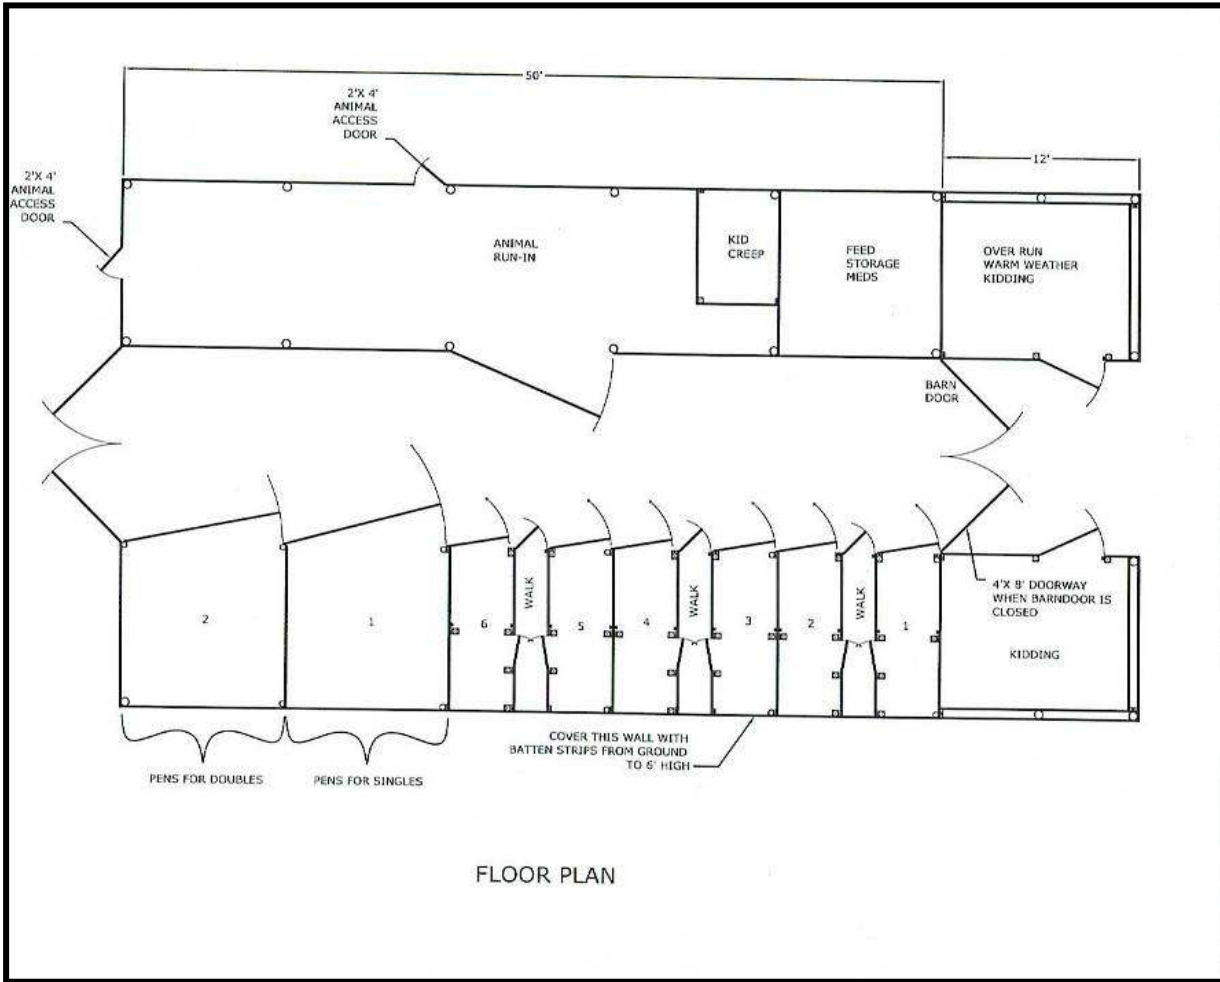 50'
2'X 4'
ANIMAL
ACCESS
DOOR
12'
2'X 4'
ANIMAL
ACCESS
DOOR
ANIMAL
RUN-IN
KID
CREEP
FEED
STORAGE
MEDS
OVER RUN
WARM WEATHER
KIDDING
BARN
DOOR
4'X 8' DOORWAY
WHEN BARNDOOR IS
CLOSED
2
1
6
WALK
5
4
WALK
3
2
WALK
1
KIDDING
COVER THIS WALL WITH
BATTEN STRIPS FROM GROUND
TO 6' HIGH
PENS FOR DOUBLES
PENS FOR SINGLES
FLOOR PLAN